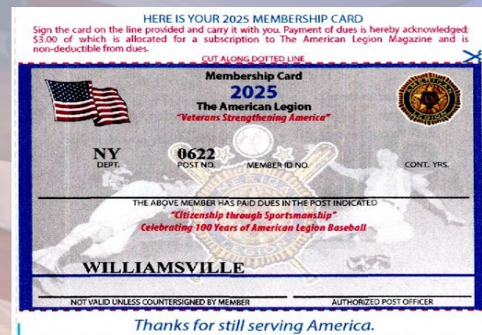 HERE IS YOUR 2025 MEMBERSHIP CARD
Sign the card on the line provided and carry it with you. Payment of dues is hereby acknowledged;
$3.00 of which is allocated for a subscription to The American Legion Magazine and is
non-deductible from dues.
CUT ALONG DOTTED LINE
Membership Card
2025
The American Legion
"Veterans Strengthening America"
NY 0622
DEPT. POST NO. MEMBER ID NO. CONT. YRS.
THE ABOVE MEMBER HAS PAID DUES IN THE POST INDICATED
"Citizenship through Sportsmanship"
Celebrating 100 Years of American Legion Baseball
WILLIAMSVILLE
NOT VALID UNLESS COUNTERSIGNED BY MEMBER AUTHORIZED POST OFFICER
Thanks for still serving America.